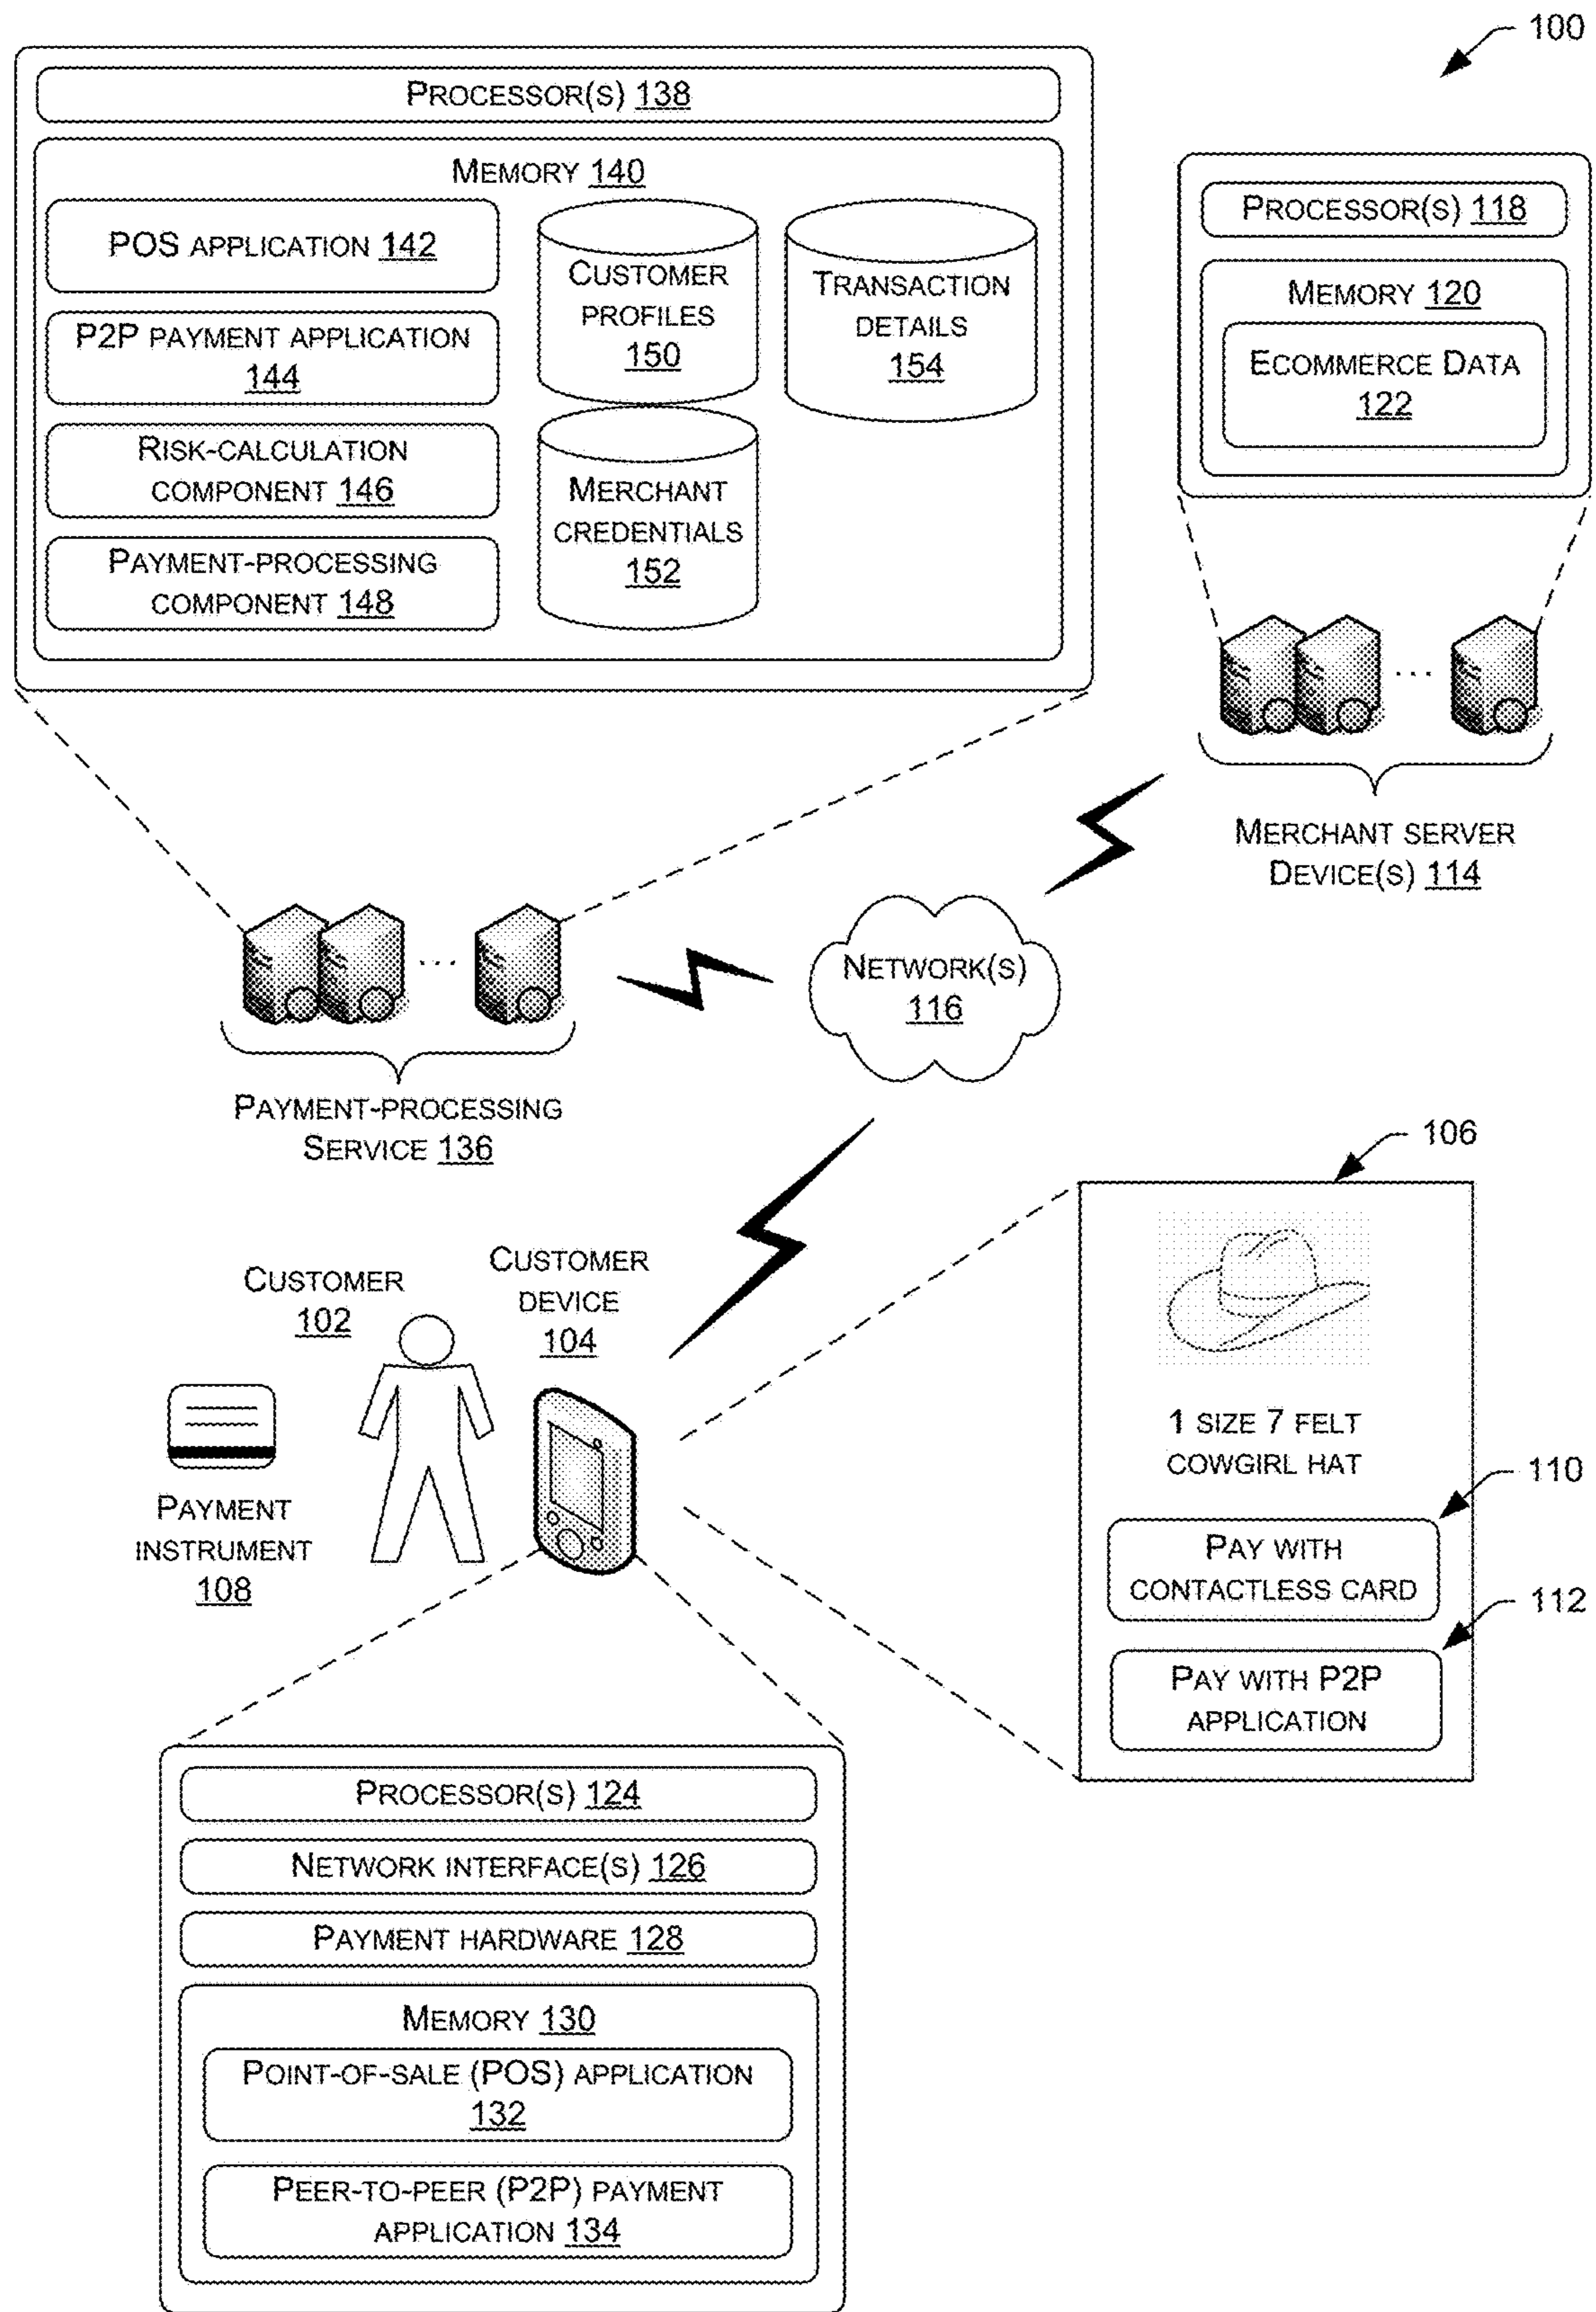 100
PROCESSOR(S) 138
MEMORY 140
POS APPLICATION 142
P2P PAYMENT APPLICATION
144
RISK-CALCULATION
COMPONENT 146
PAYMENT-PROCESSING
COMPONENT 148
CUSTOMER
PROFILES
150
MERCHANT
CREDENTIALS
152
TRANSACTION
DETAILS
154
PROCESSOR(S) 118
MEMORY 120
ECOMMERCE DATA
122
MERCHANT SERVER
DEVICE(S) 114
NETWORK(S)
116
PAYMENT-PROCESSING
SERVICE 136
CUSTOMER
102
CUSTOMER
DEVICE
104
PAYMENT
INSTRUMENT
108
106
1 SIZE 7 FELT
COWGIRL HAT
110
PAY WITH
CONTACTLESS CARD
112
PAY WITH P2P
APPLICATION
PROCESSOR(S) 124
NETWORK INTERFACE(S) 126
PAYMENT HARDWARE 128
MEMORY 130
POINT-OF-SALE (POS) APPLICATION
132
PEER-TO-PEER (P2P) PAYMENT
APPLICATION 134